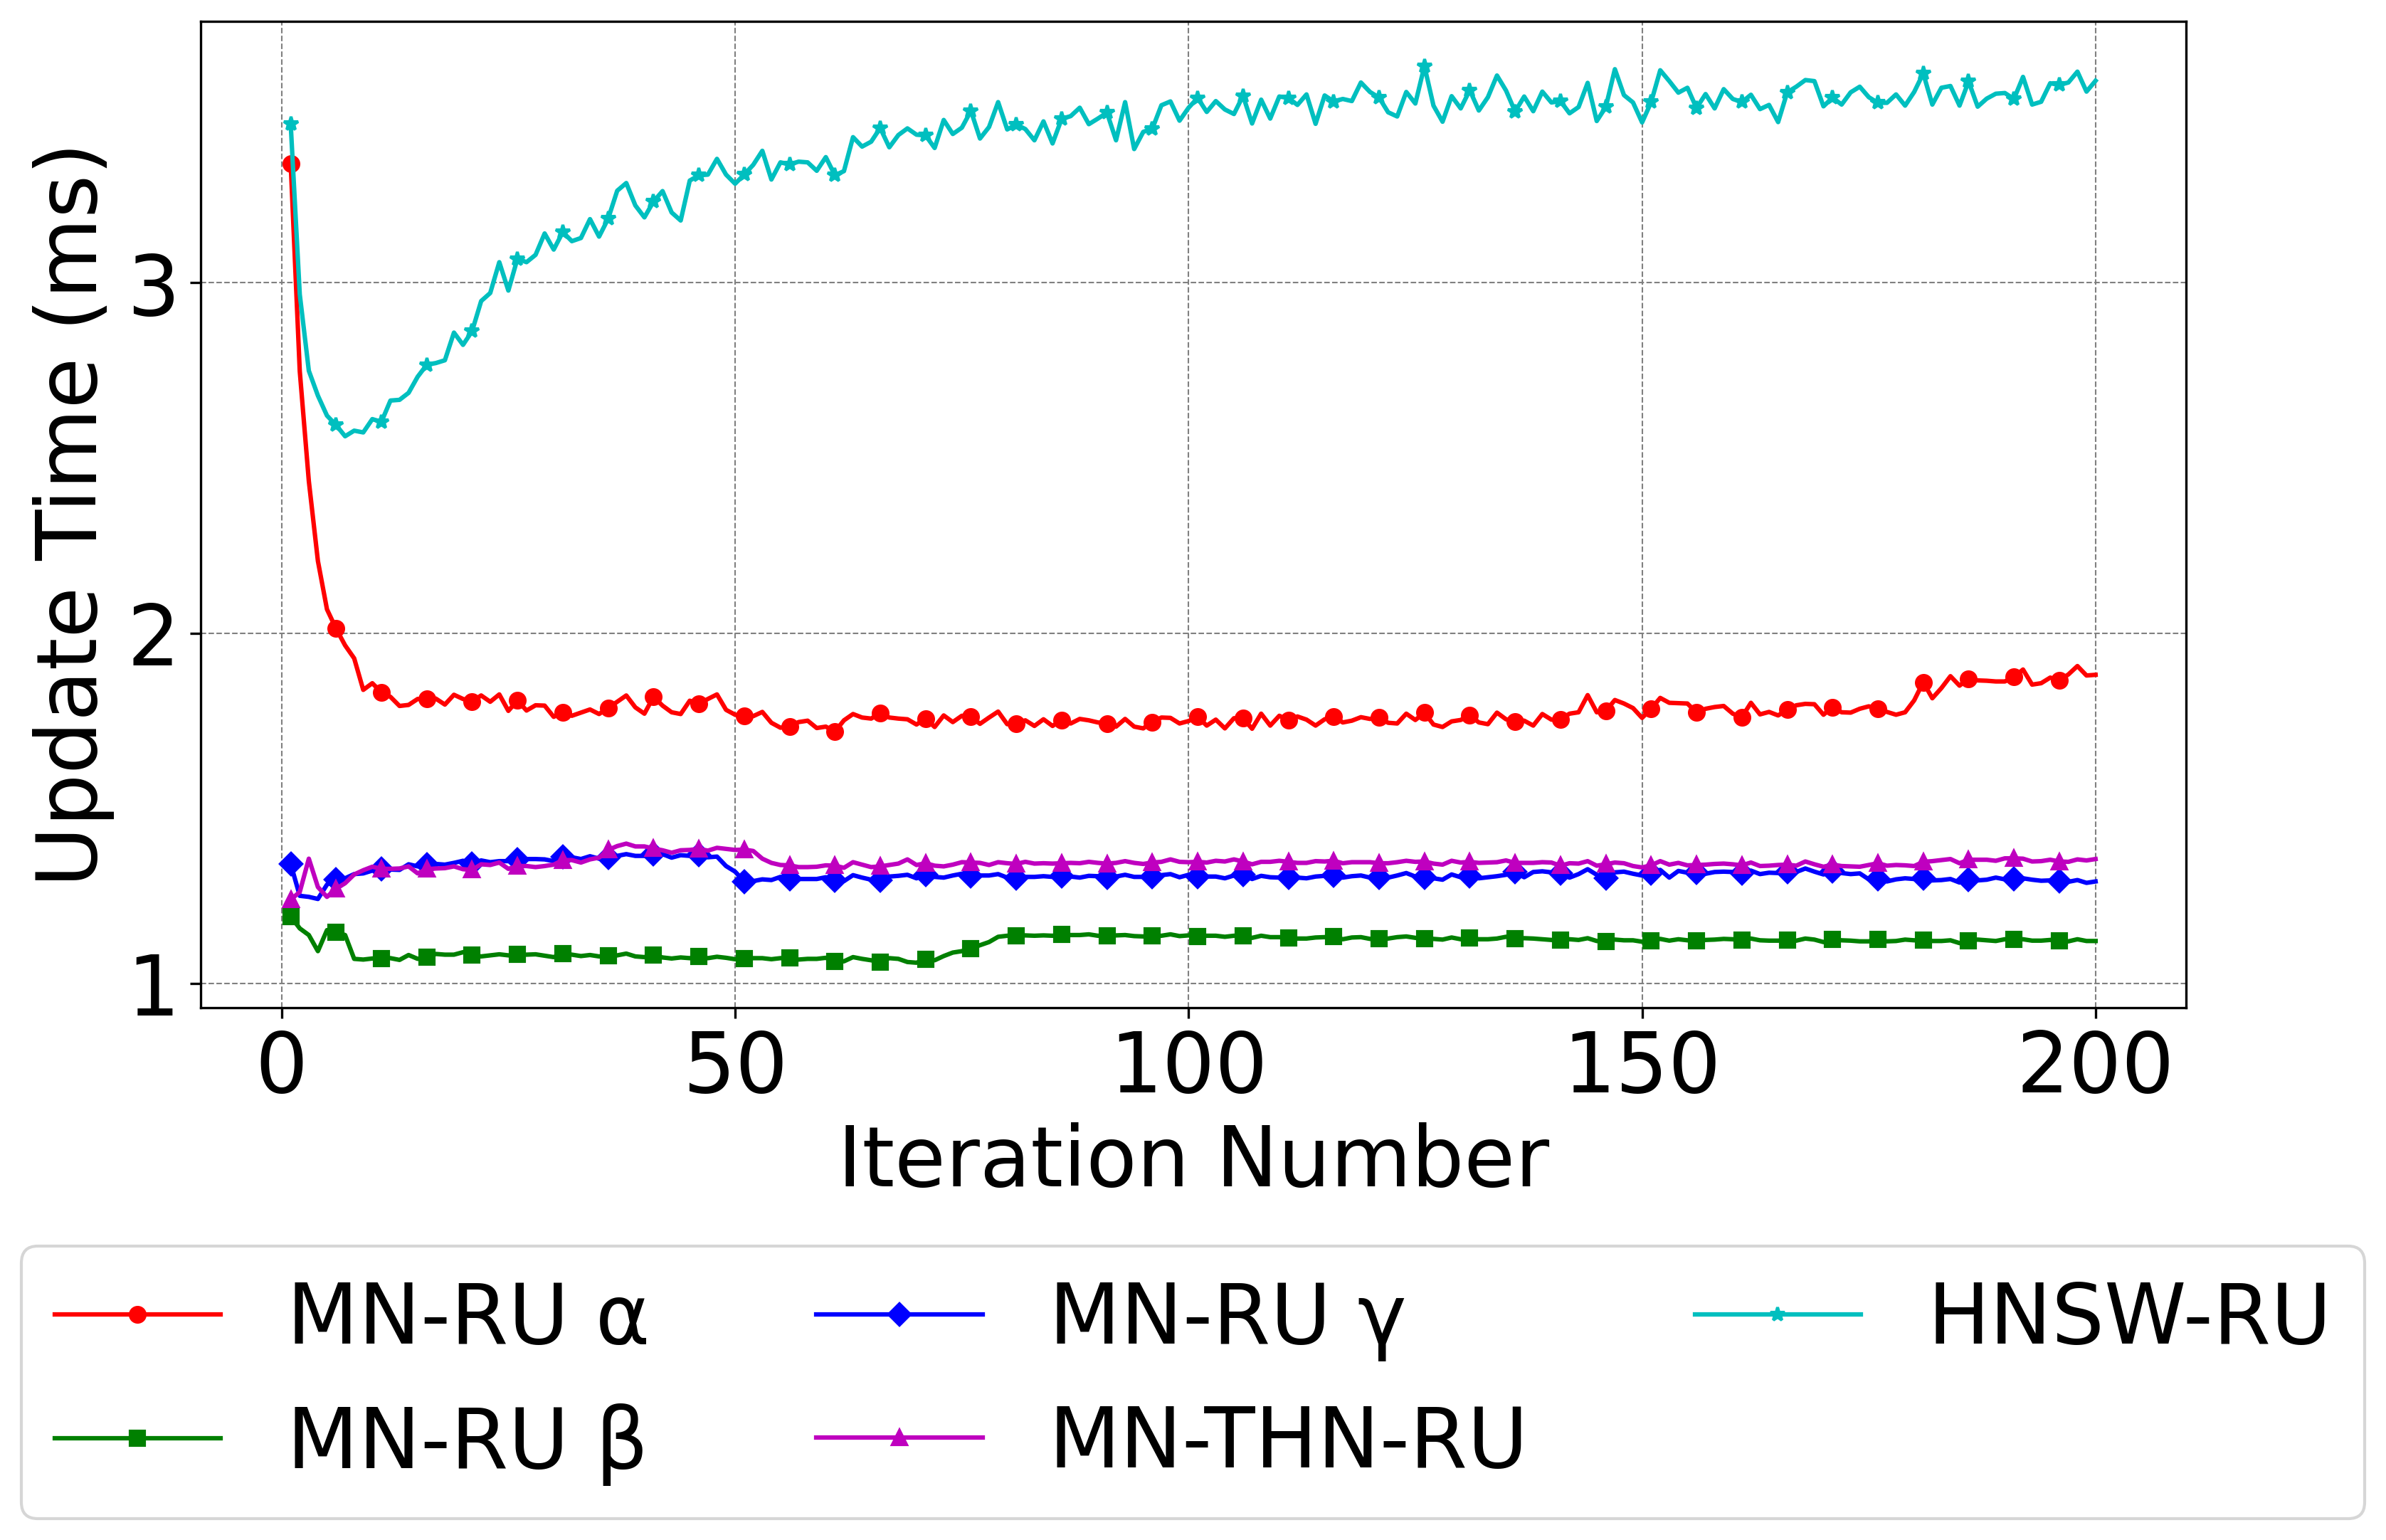 Update Time (ms)
3
2
1
0 50 100 150 200
Iteration Number
MN-RU α MN-RU γ HNSW-RU
MN-RU β MN-THN-RU